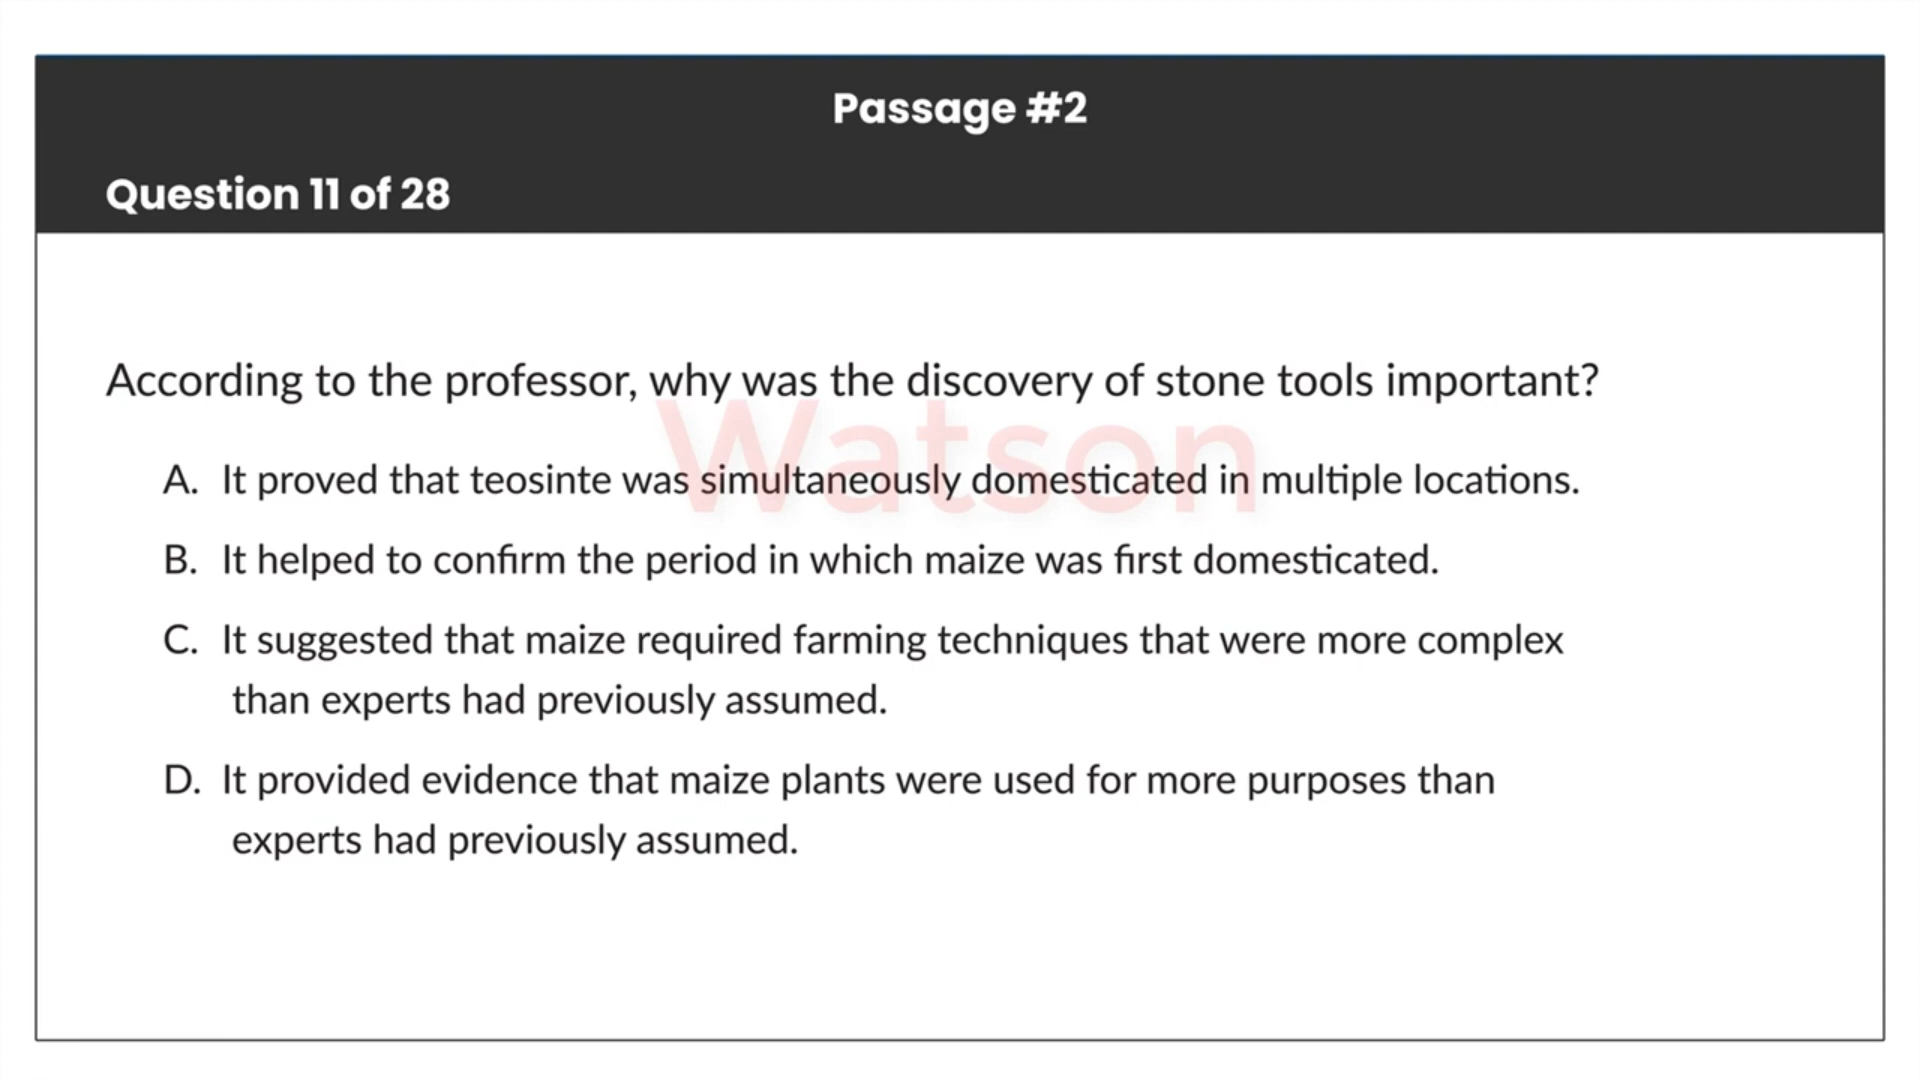 Passage #2
Question 11 of 28
According to the professor, why was the discovery of stone tools important?
Watson
A. It proved that teosinte was simultaneously domesticated in multiple locations.
B. It helped to confirm the period in which maize was first domesticated.
C. It suggested that maize required farming techniques that were more complex
than experts had previously assumed.
D. It provided evidence that maize plants were used for more purposes than
experts had previously assumed.